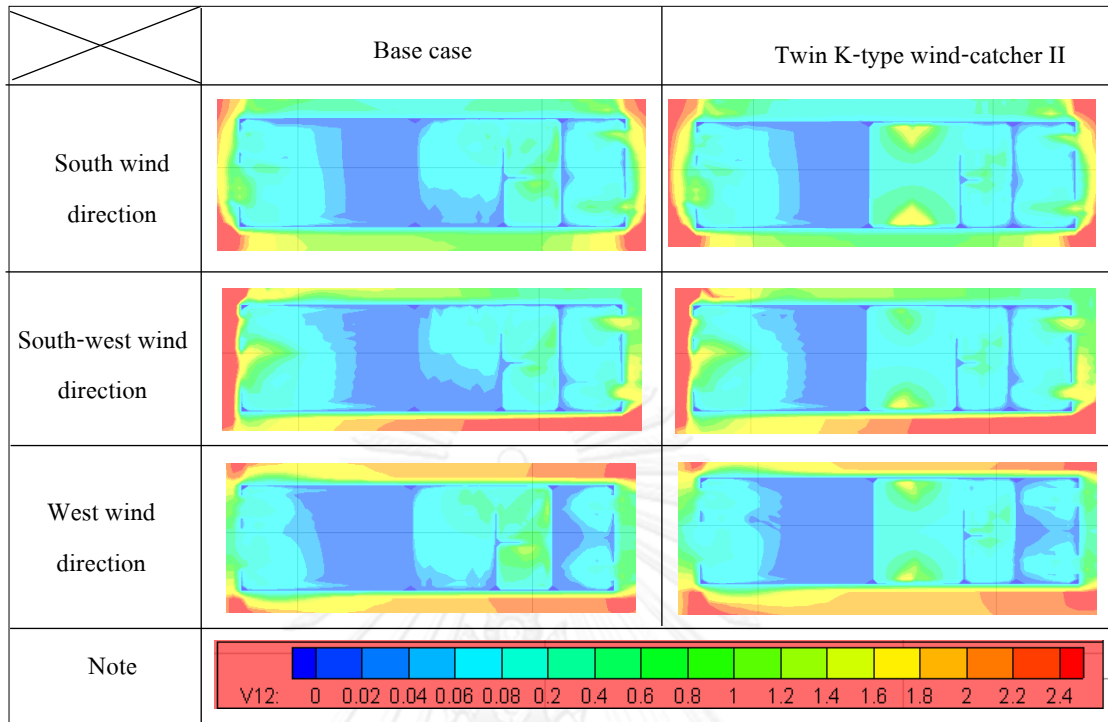 Base case
Twin K-type wind-catcher II
South wind
direction
South-west wind
direction
West wind
direction
Note
V12: 0 0.02 0.04 0.06 0.08 0.2 0.4 0.6 0.8 1 1.2 1.4 1.6 1.8 2 2.2 2.4